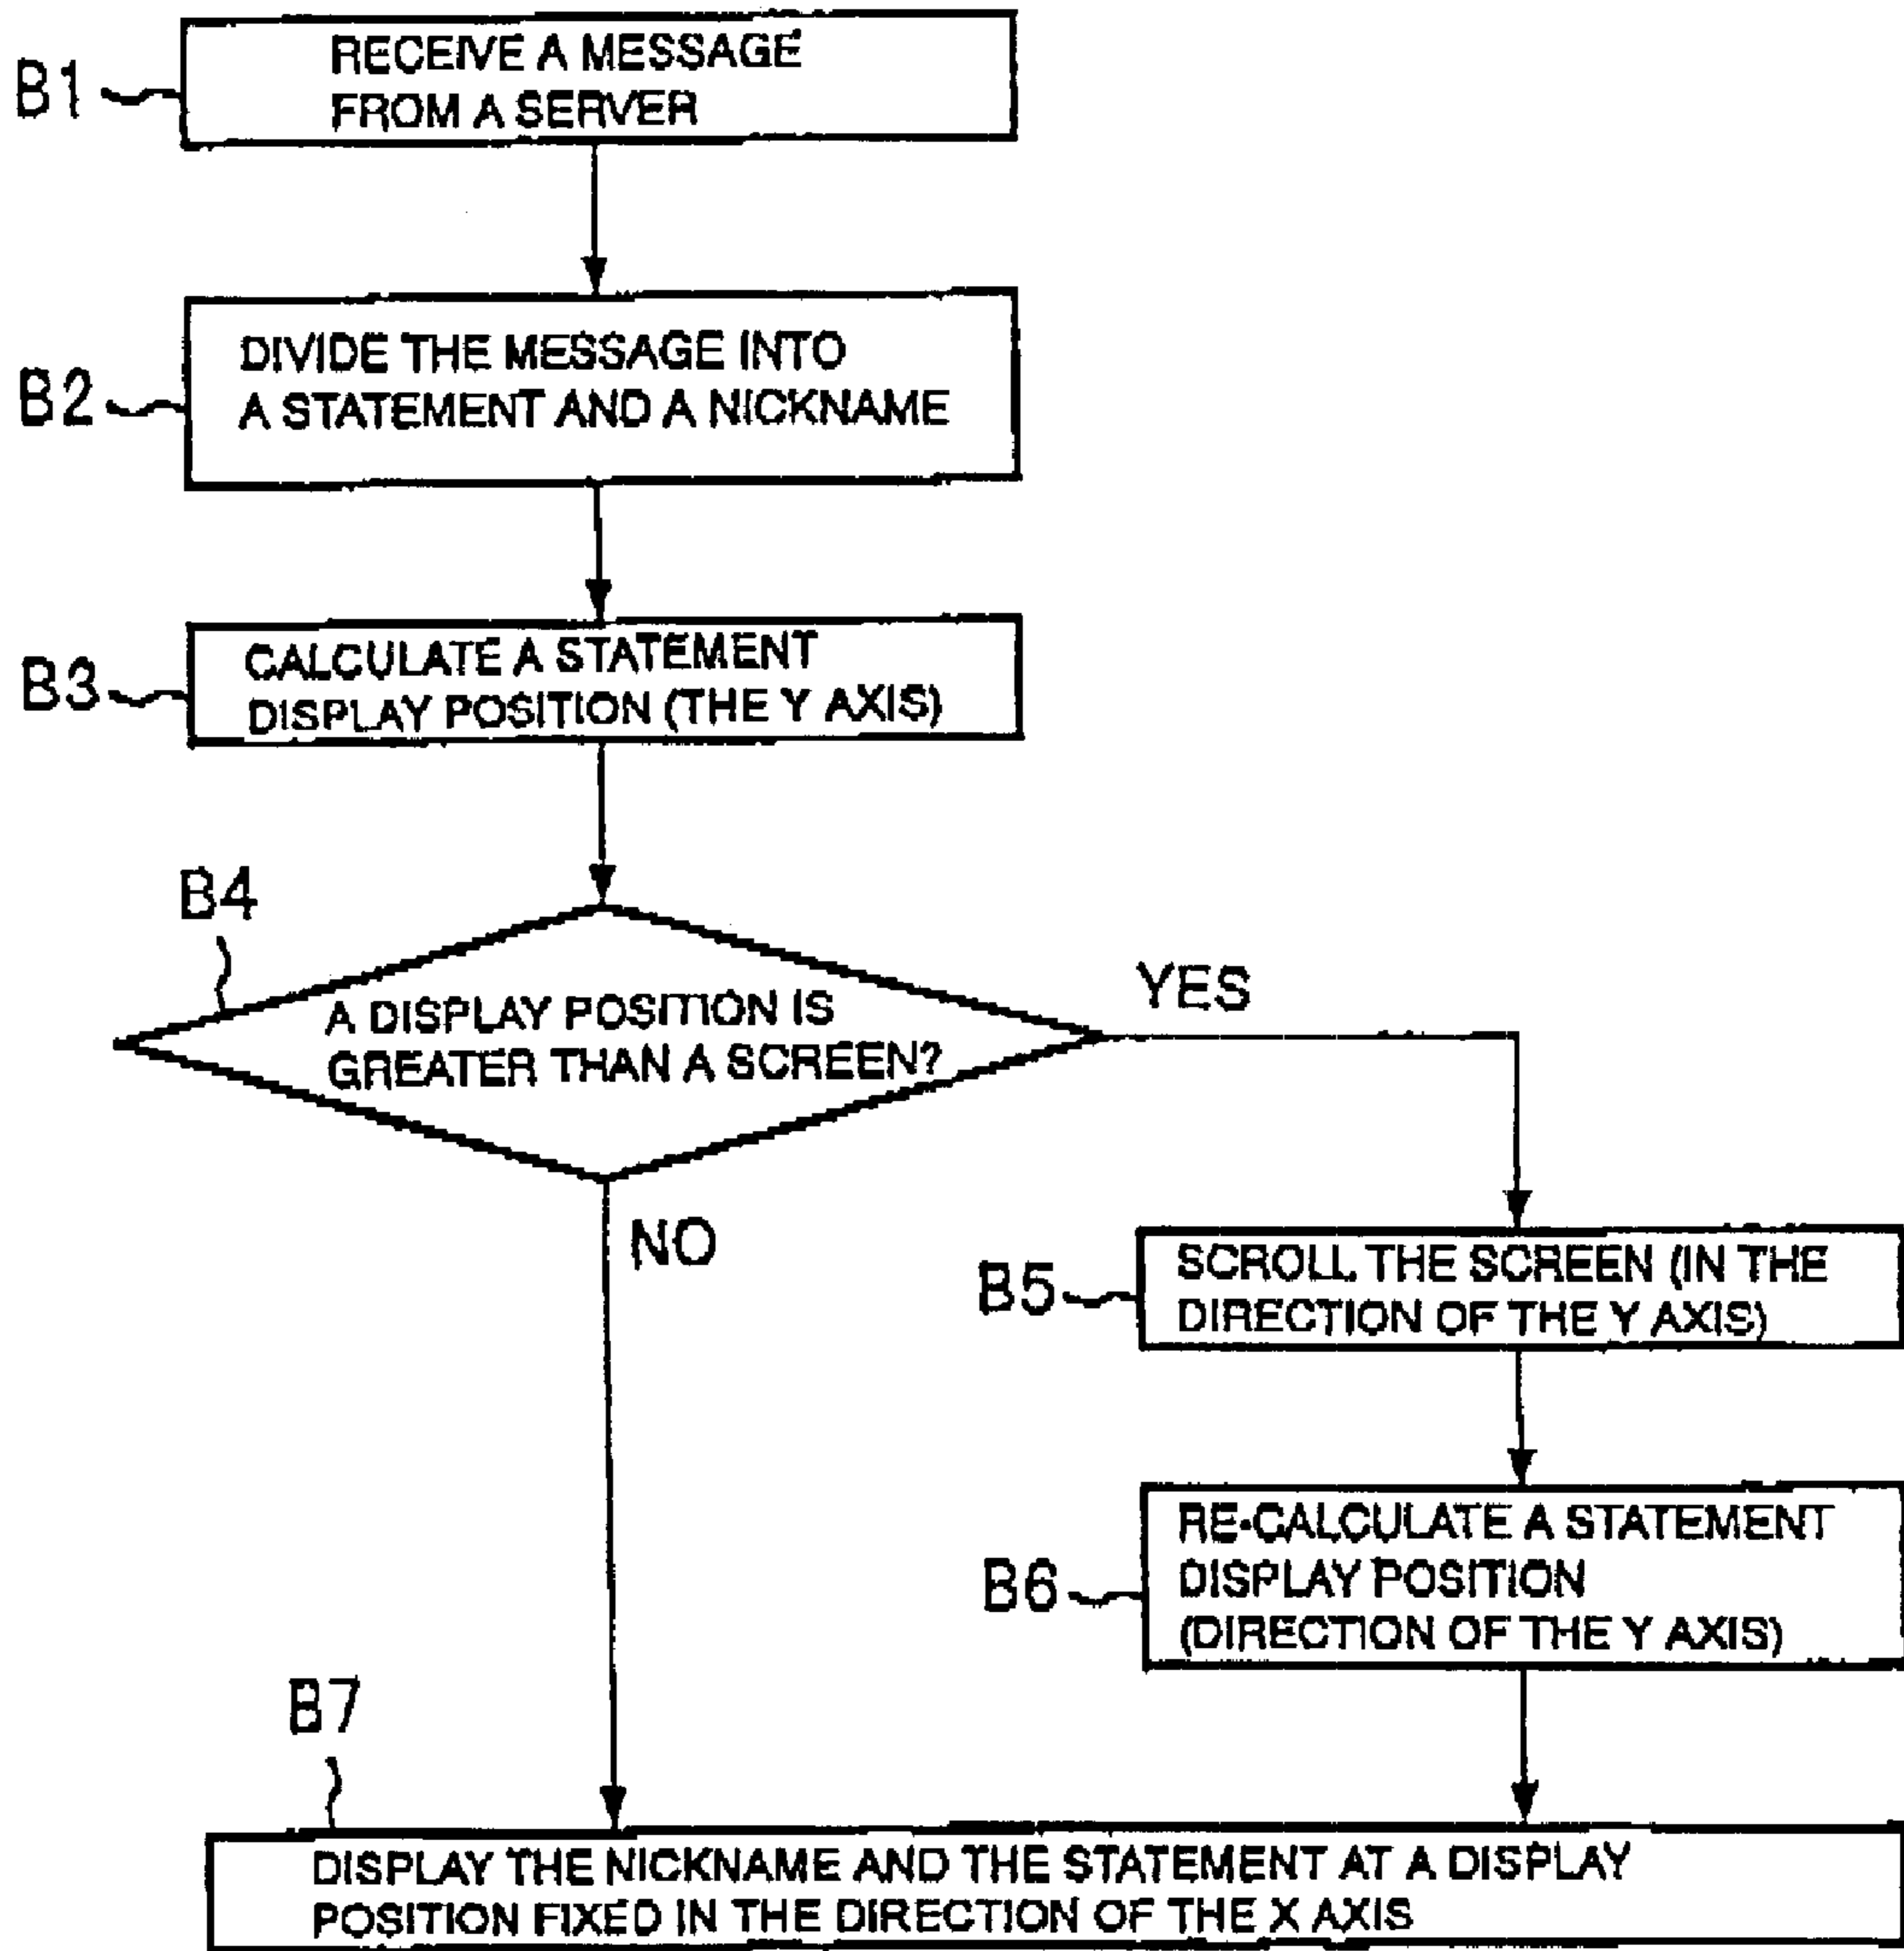 B1
RECEIVE A MESSAGE
FROM A SERVER
B2
DIVIDE THE MESSAGE INTO
A STATEMENT AND A NICKNAME
B3
CALCULATE A STATEMENT
DISPLAY POSITION (THE Y AXIS)
B4
A DISPLAY POSITION IS
GREATER THAN A SCREEN?
YES
NO
B5
SCROLL THE SCREEN (IN THE
DIRECTION OF THE Y AXIS)
B6
RE-CALCULATE A STATEMENT
DISPLAY POSITION
(DIRECTION OF THE Y AXIS)
B7
DISPLAY THE NICKNAME AND THE STATEMENT AT A DISPLAY
POSITION FIXED IN THE DIRECTION OF THE X AXIS